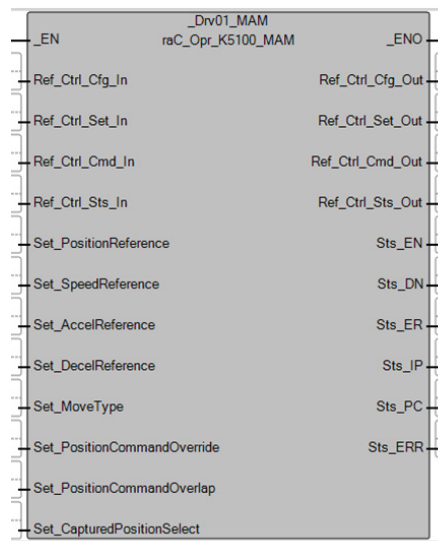 _Drv01_MAM
_EN raC_Opr_K5100_MAM _ENO
Ref_Ctrl_Cfg_In Ref_Ctrl_Cfg_Out
Ref_Ctrl_Set_In Ref_Ctrl_Set_Out
Ref_Ctrl_Cmd_In Ref_Ctrl_Cmd_Out
Ref_Ctrl_Sts_In Ref_Ctrl_Sts_Out
Set_PositionReference Sts_EN
Set_SpeedReference Sts_DN
Set_AccelReference Sts_ER
Set_DecelReference Sts_IP
Set_MoveType Sts_PC
Set_PositionCommandOverride Sts_ERR
Set_PositionCommandOverlap
Set_CapturedPositionSelect